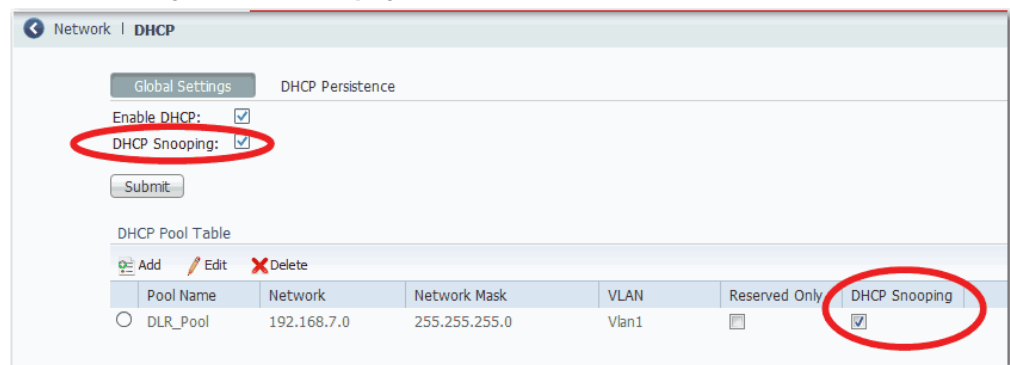 Network | DHCP
Global Settings DHCP Persistence
Enable DHCP:
DHCP Snooping:
Submit
DHCP Pool Table
Add Edit Delete
Pool Name Network Network Mask VLAN Reserved Only DHCP Snooping
DLR_Pool 192.168.7.0 255.255.255.0 Vlan1